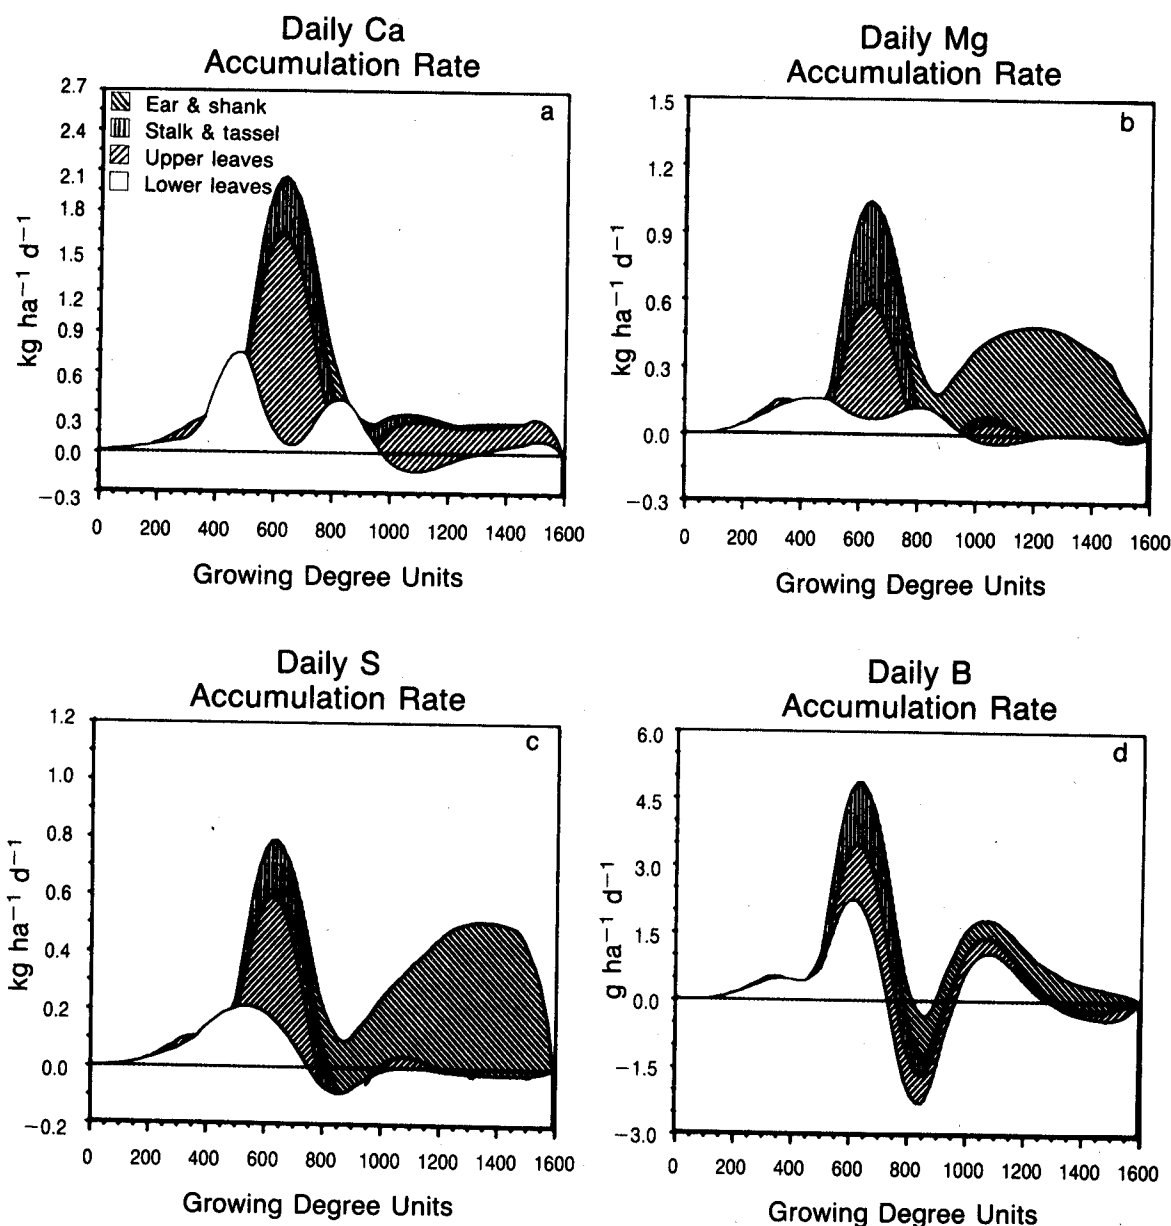 Daily Ca
Accumulation Rate
2.7
2.4
2.1
1.8
1.5
1.2
0.9
0.6
0.3
0.0
−0.3
kg ha−1 d−1
Ear & shank
Stalk & tassel
Upper leaves
Lower leaves
a
0 200 400 600 800 1000 1200 1400 1600
Growing Degree Units
Daily Mg
Accumulation Rate
1.5
1.2
0.9
0.6
0.3
0.0
−0.3
kg ha−1 d−1
b
0 200 400 600 800 1000 1200 1400 1600
Growing Degree Units
Daily S
Accumulation Rate
1.2
1.0
0.8
0.6
0.4
0.2
0.0
−0.2
kg ha−1 d−1
c
0 200 400 600 800 1000 1200 1400 1600
Growing Degree Units
Daily B
Accumulation Rate
6.0
4.5
3.0
1.5
0.0
−1.5
−3.0
g ha−1 d−1
d
0 200 400 600 800 1000 1200 1400 1600
Growing Degree Units